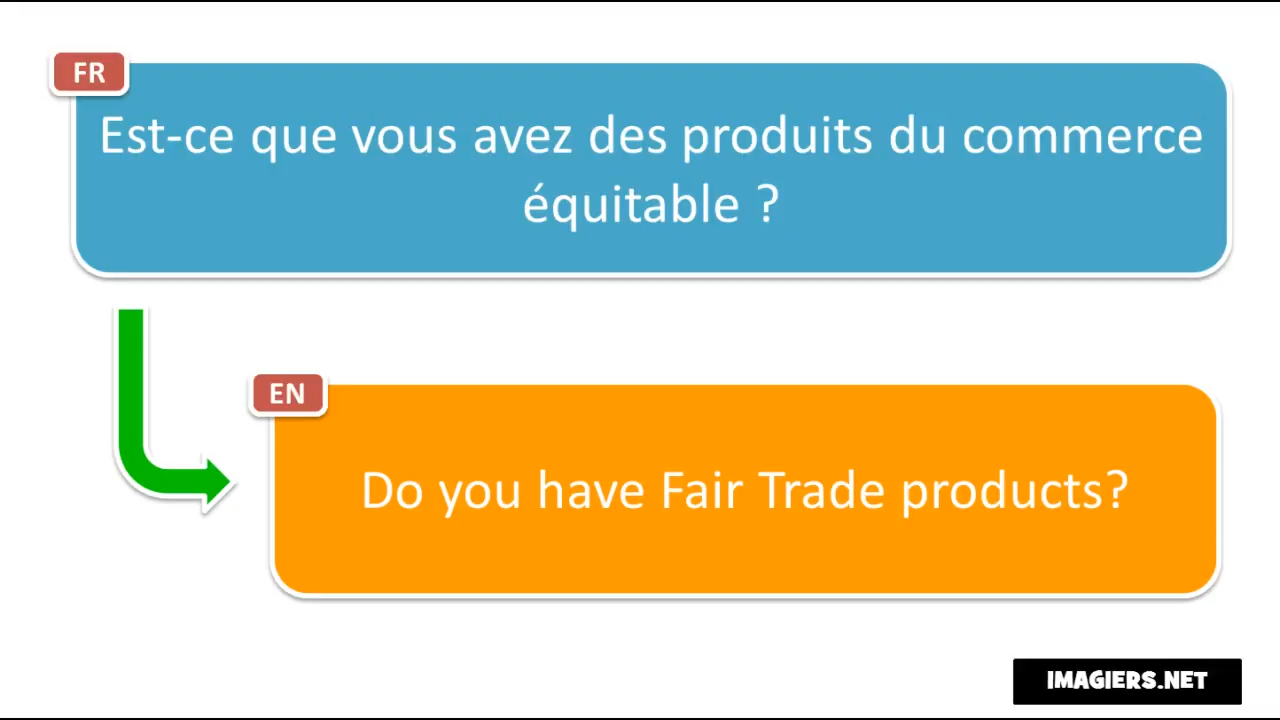 FR
Est-ce que vous avez des produits du commerce
équitable ?
EN
Do you have Fair Trade products?
IMAGIERS.NET